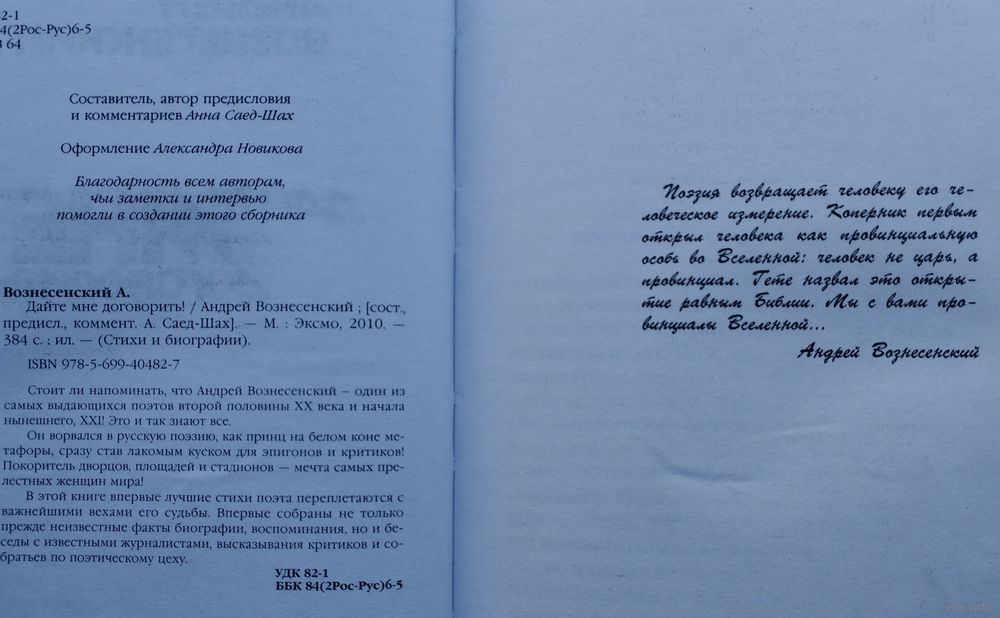 82-1
84(2Рос-Рус)6-5
В 64
Составитель, автор предисловия
и комментариев Анна Саед-Шах
Оформление Александра Новикова
Благодарность всем авторам,
чьи заметки и интервью
помогли в создании этого сборника
Вознесенский А.
Дайте мне договорить! / Андрей Вознесенский ; [сост.,
предисл., коммент. А. Саед-Шах]. — М. : Эксмо, 2010. —
384 с. : ил. — (Стихи и биографии).
ISBN 978-5-699-40482-7
Стоит ли напоминать, что Андрей Вознесенский – один из
самых выдающихся поэтов второй половины XX века и начала
нынешнего, XXI! Это и так знают все.
Он ворвался в русскую поэзию, как принц на белом коне ме-
тафоры, сразу став лакомым куском для эпигонов и критиков!
Покоритель дворцов, площадей и стадионов — мечта самых пре-
лестных женщин мира!
В этой книге впервые лучшие стихи поэта переплетаются с
важнейшими вехами его судьбы. Впервые собраны не только
прежде неизвестные факты биографии, воспоминания, но и бе-
седы с известными журналистами, высказывания критиков и со-
братьев по поэтическому цеху.
УДК 82-1
ББК 84(2Рос-Рус)6-5
Поэзия возвращает человеку его че-
ловеческое измерение. Коперник первым
открыл человека как провинциальную
особь во Вселенной: человек не царь, а
провинциал. Гете назвал это откры-
тие равным Библии. Мы с вами про-
винциалы Вселенной...
Андрей Вознесенский